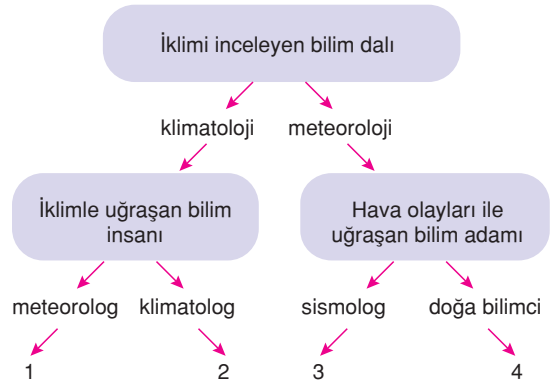 İklimi inceleyen bilim dalı
klimatoloji meteoroloji
İklimle uğraşan bilim
insanı
Hava olayları ile
uğraşan bilim adamı
meteorolog klimatolog sismolog doğa bilimci
1 2 3 4